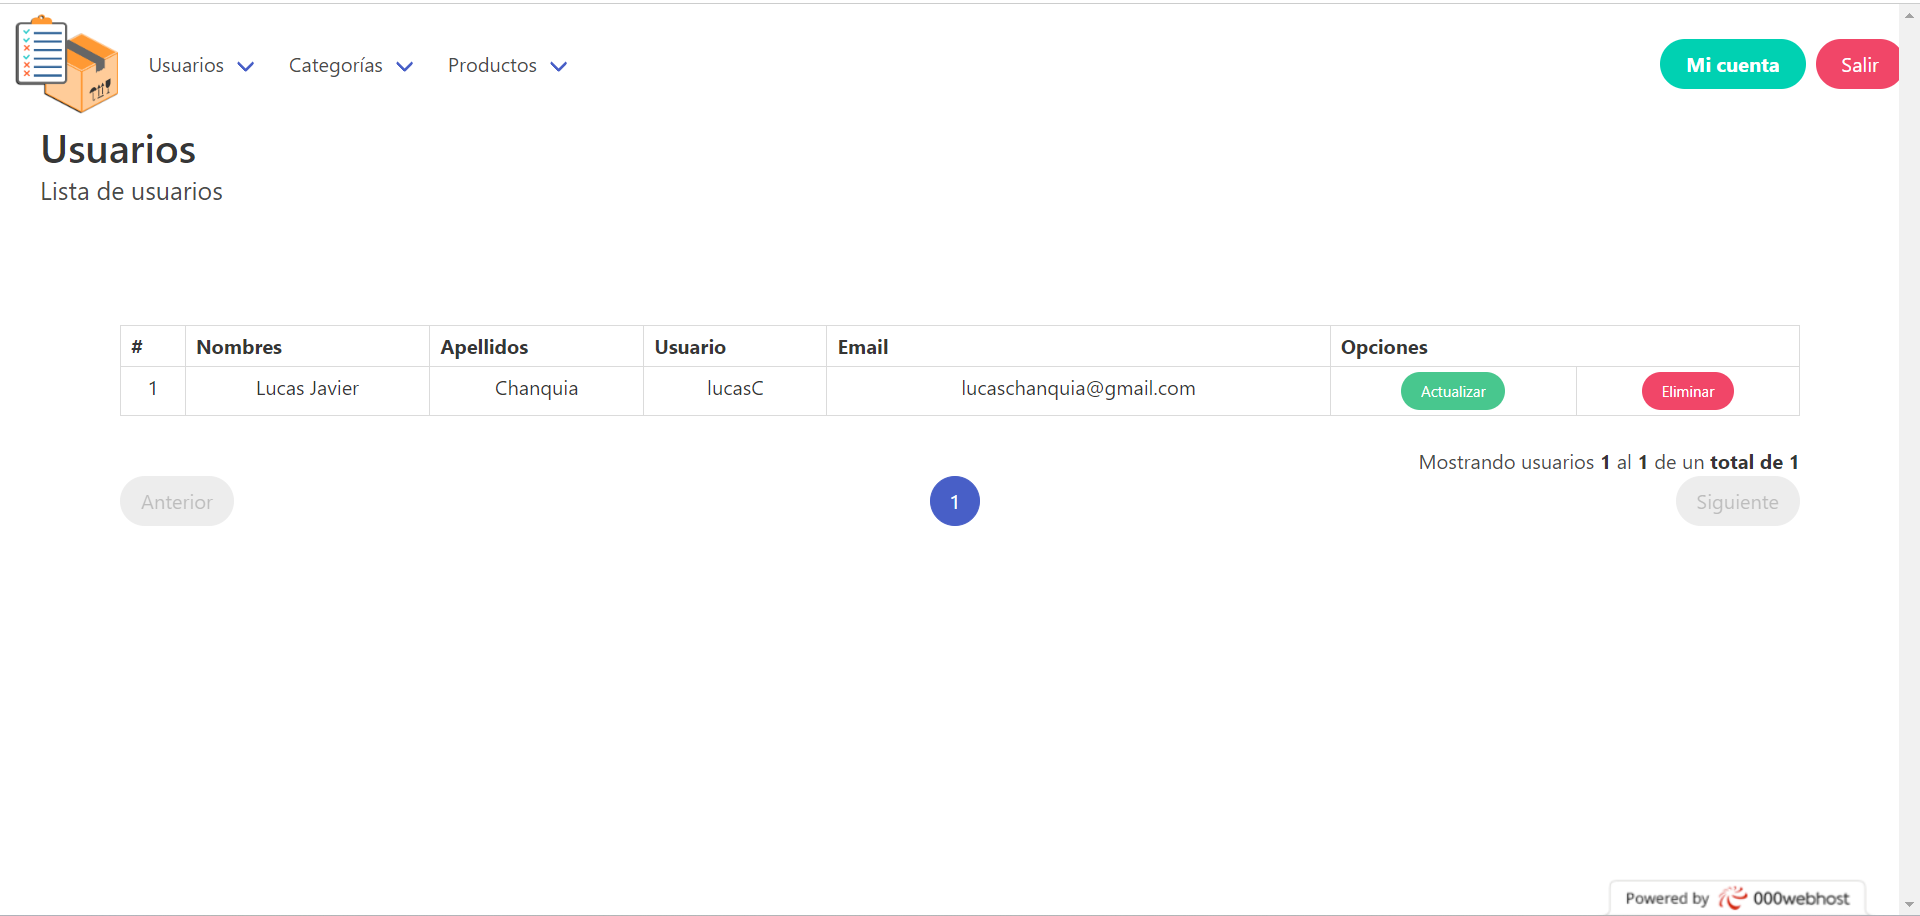 Usuarios Categorías Productos Mi cuenta Salir
Usuarios
Lista de usuarios
# Nombres Apellidos Usuario Email Opciones
1 Lucas Javier Chanquia lucasC lucaschanquia@gmail.com Actualizar Eliminar
Mostrando usuarios 1 al 1 de un total de 1
Anterior 1 Siguiente
Powered by 000webhost